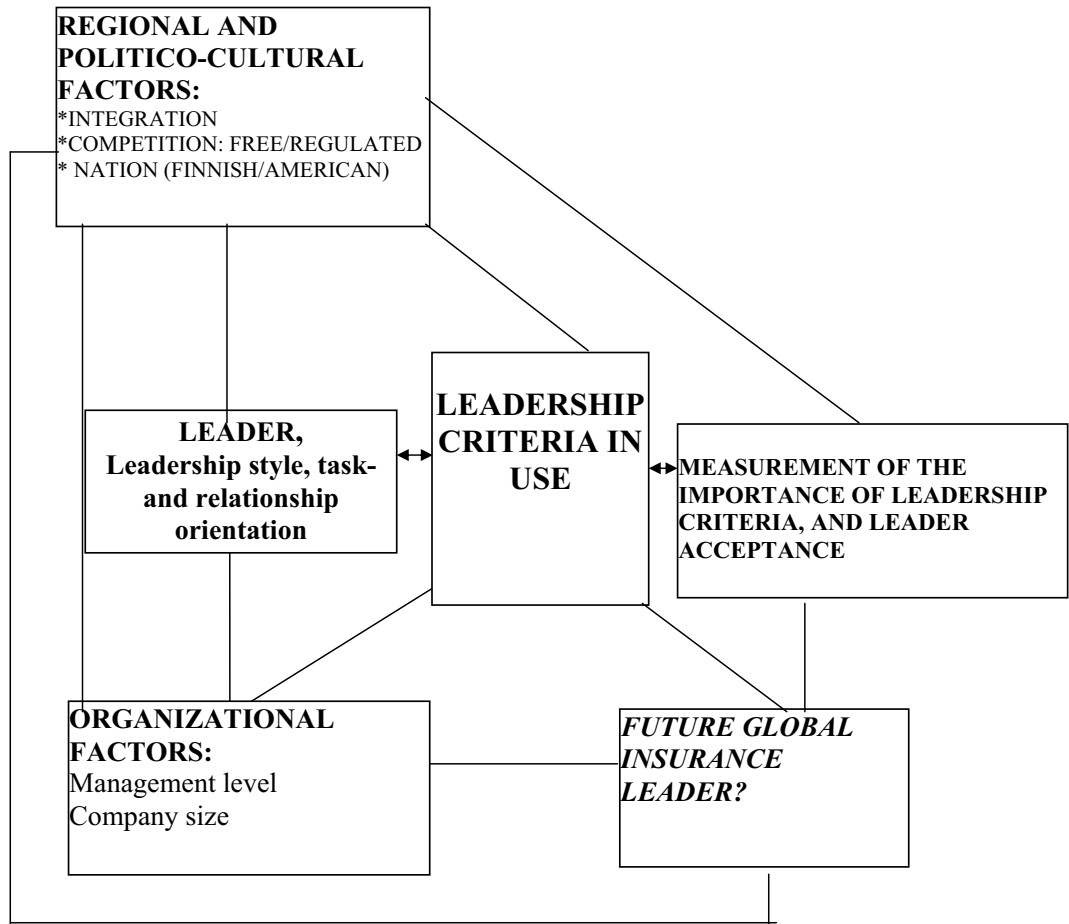 REGIONAL AND
POLITICO-CULTURAL
FACTORS:
*INTEGRATION
*COMPETITION: FREE/REGULATED
* NATION (FINNISH/AMERICAN)
LEADER,
Leadership style, task-
and relationship
orientation
LEADERSHIP
CRITERIA IN
USE
MEASUREMENT OF THE
IMPORTANCE OF LEADERSHIP
CRITERIA, AND LEADER
ACCEPTANCE
ORGANIZATIONAL
FACTORS:
Management level
Company size
FUTURE GLOBAL
INSURANCE
LEADER?